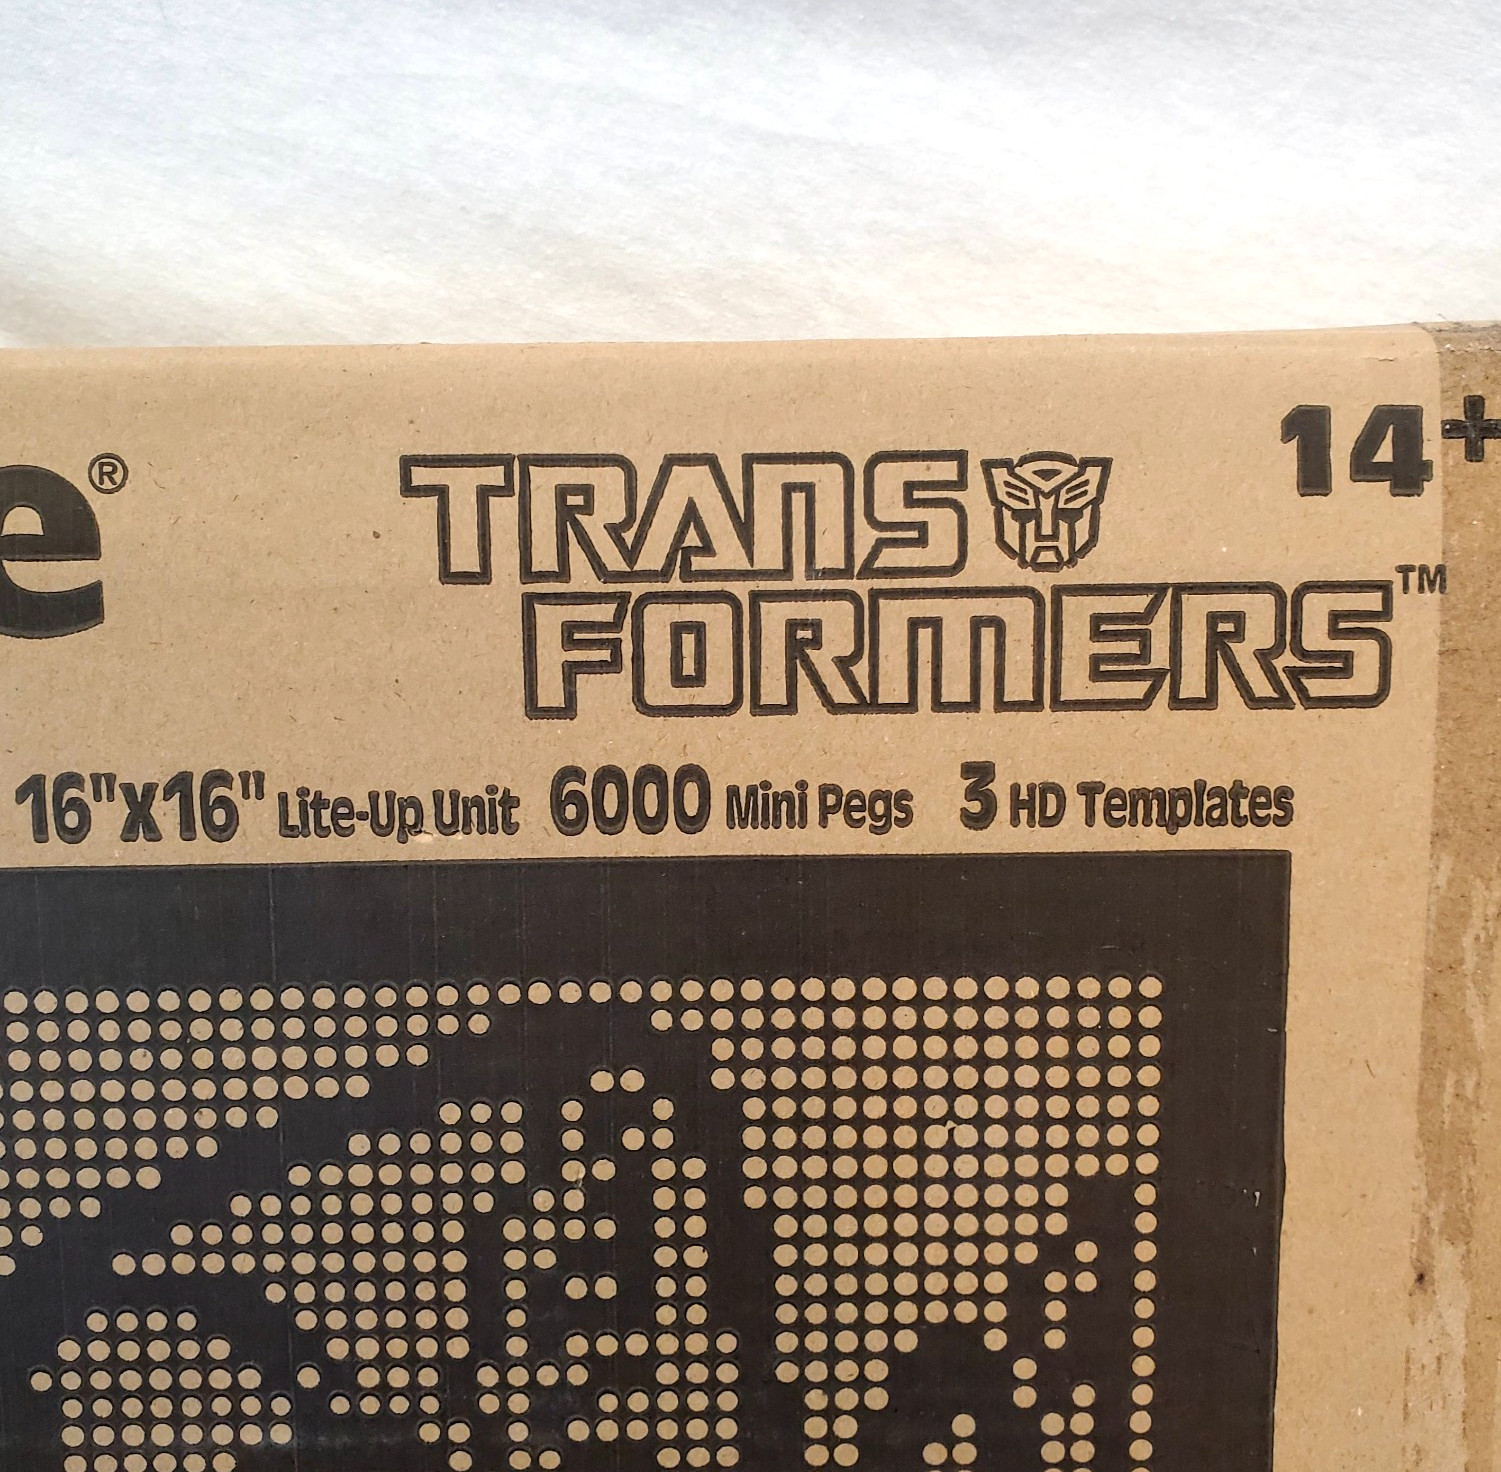 14+
e®
TRANS
FORMERS™
16"x16" Lite-Up Unit 6000 Mini Pegs 3 HD Templates